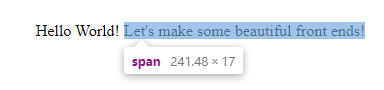 Hello World! Let's make some beautiful front ends!
span 241.48 × 17